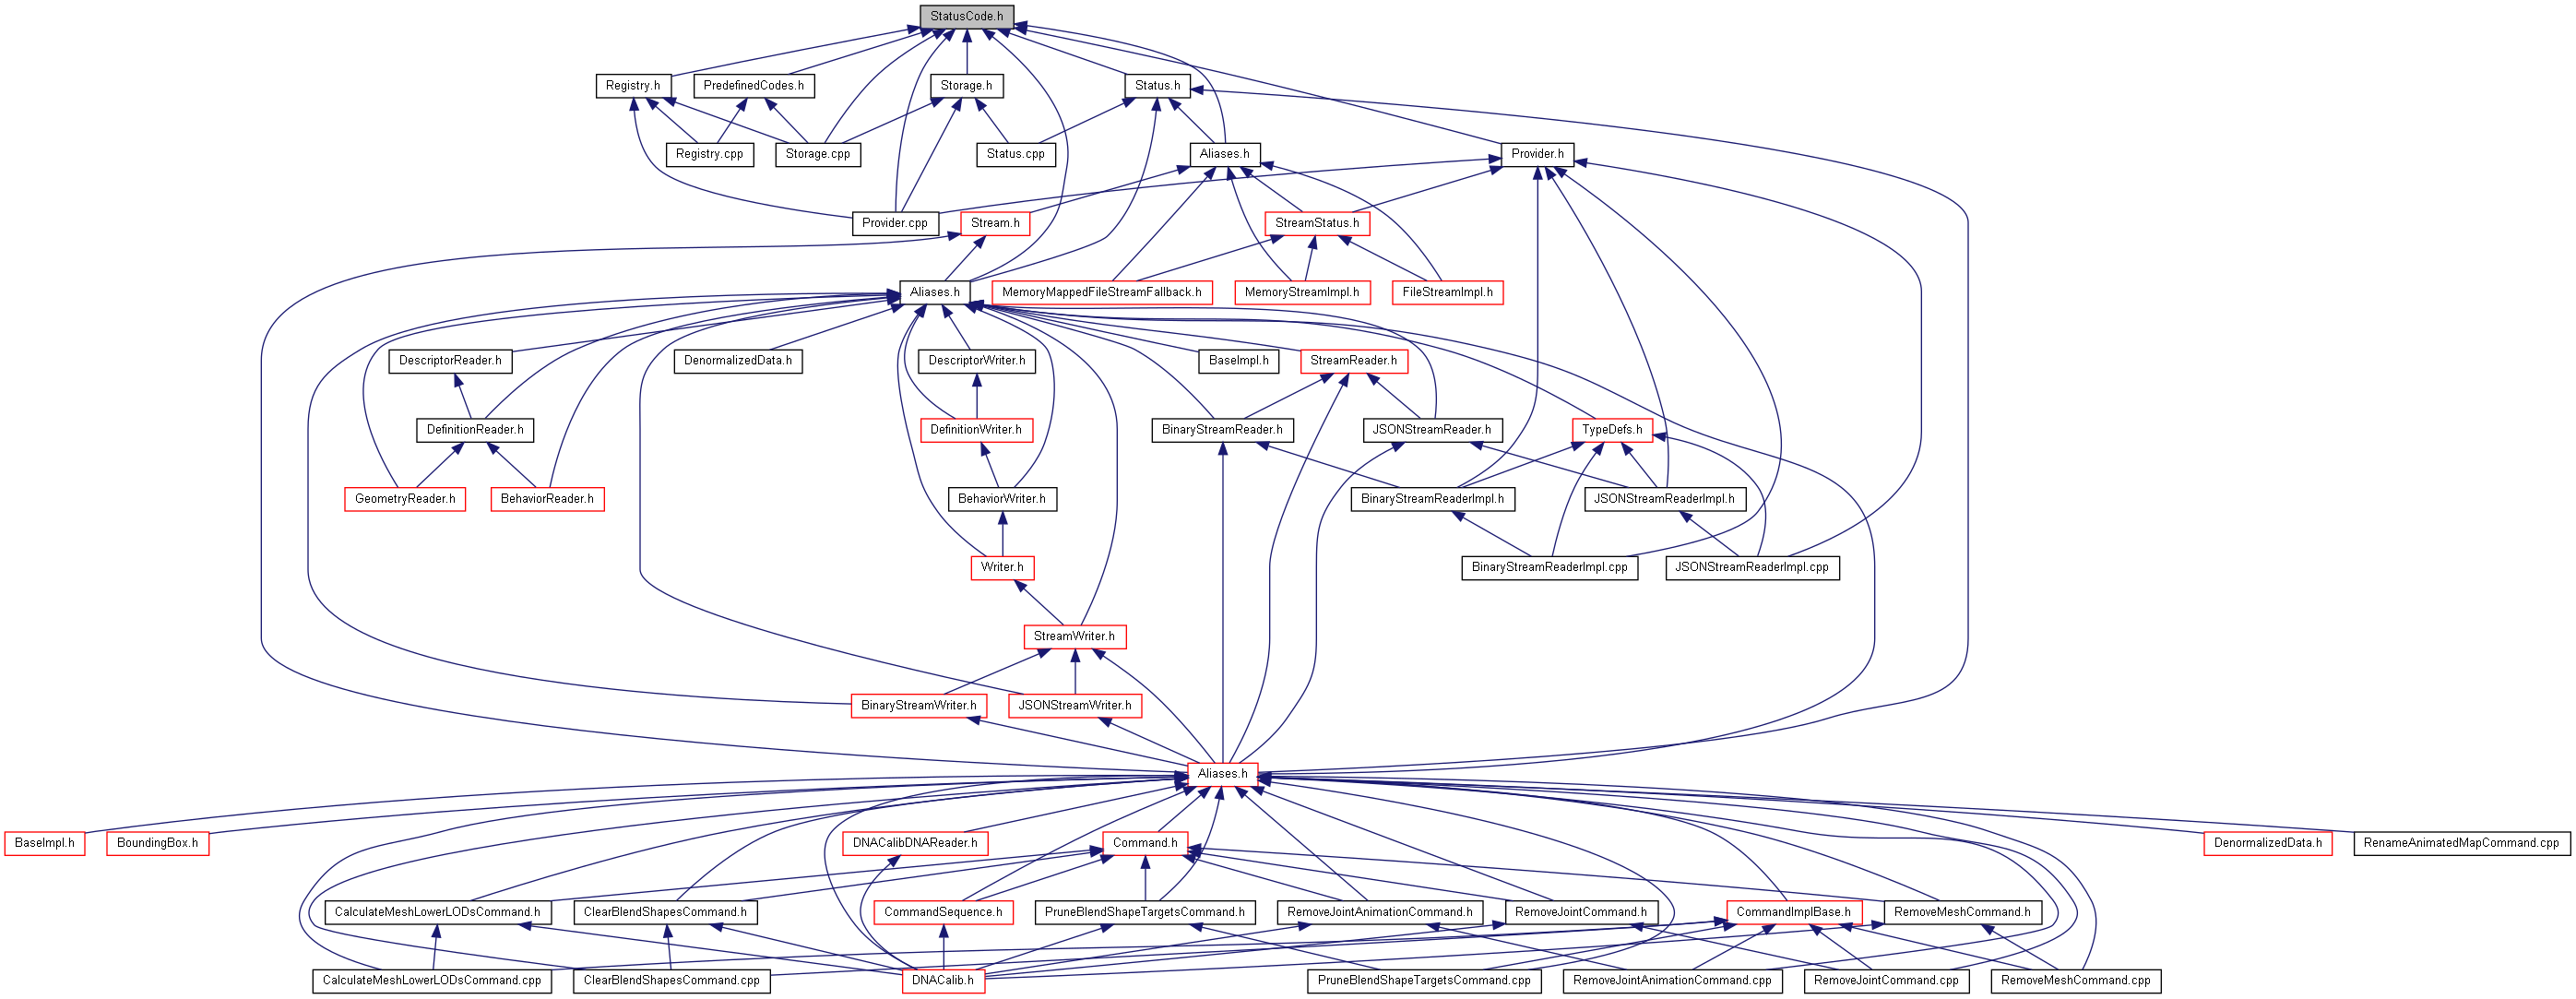 StatusCode.h
Registry.h
PredefinedCodes.h
Storage.h
Status.h
Registry.cpp
Storage.cpp
Status.cpp
Aliases.h
Provider.h
Provider.cpp
Stream.h
StreamStatus.h
Aliases.h
MemoryMappedFileStreamFallback.h
MemoryStreamImpl.h
FileStreamImpl.h
DescriptorReader.h
DenormalizedData.h
DescriptorWriter.h
BaseImpl.h
StreamReader.h
DefinitionReader.h
DefinitionWriter.h
BinaryStreamReader.h
JSONStreamReader.h
TypeDefs.h
GeometryReader.h
BehaviorReader.h
BehaviorWriter.h
BinaryStreamReaderImpl.h
JSONStreamReaderImpl.h
Writer.h
BinaryStreamReaderImpl.cpp
JSONStreamReaderImpl.cpp
StreamWriter.h
BinaryStreamWriter.h
JSONStreamWriter.h
Aliases.h
BaseImpl.h
BoundingBox.h
DNACalibDNAReader.h
Command.h
DenormalizedData.h
RenameAnimatedMapCommand.cpp
CalculateMeshLowerLODsCommand.h
ClearBlendShapesCommand.h
CommandSequence.h
PruneBlendShapeTargetsCommand.h
RemoveJointAnimationCommand.h
RemoveJointCommand.h
CommandImplBase.h
RemoveMeshCommand.h
CalculateMeshLowerLODsCommand.cpp
ClearBlendShapesCommand.cpp
DNACalib.h
PruneBlendShapeTargetsCommand.cpp
RemoveJointAnimationCommand.cpp
RemoveJointCommand.cpp
RemoveMeshCommand.cpp